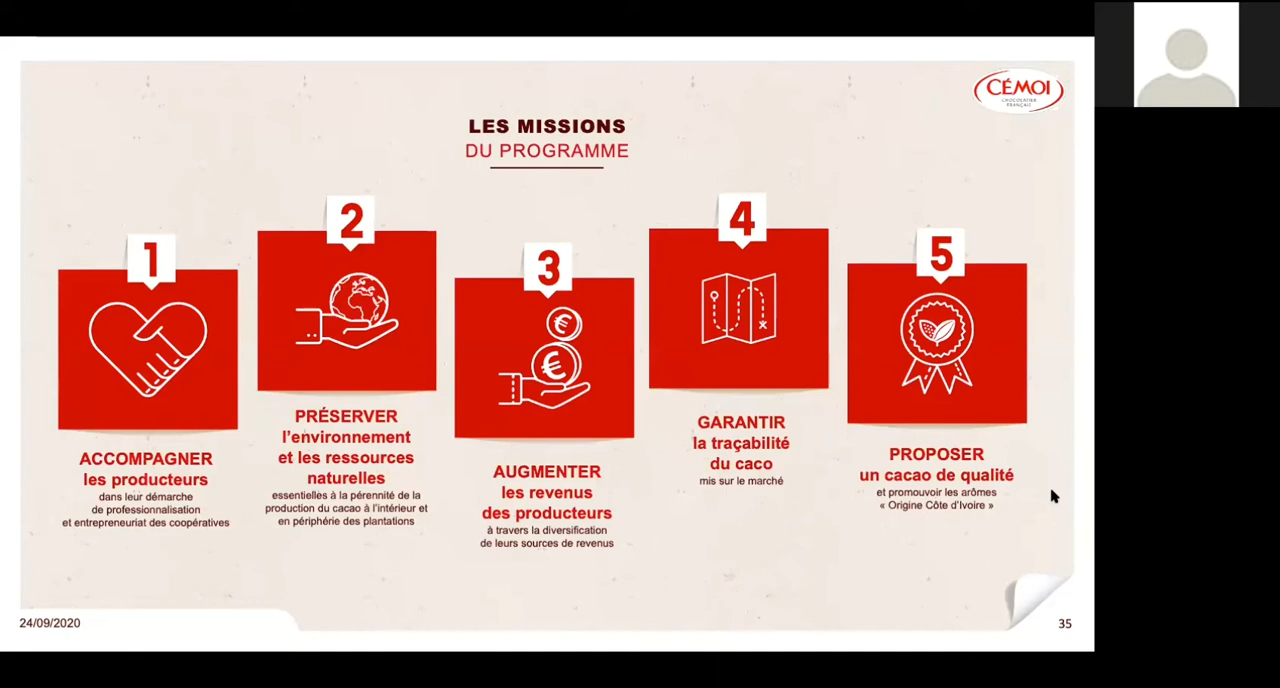 CÉMOI
CHOCOLATIER
FRANÇAIS
LES MISSIONS
DU PROGRAMME
1
ACCOMPAGNER
les producteurs
dans leur démarche
de professionnalisation
et entrepreneuriat des coopératives
2
PRÉSERVER
l'environnement
et les ressources
naturelles
essentielles à la pérennité de la
production du cacao à l'intérieur et
en périphérie des plantations
3
€
€
AUGMENTER
les revenus
des producteurs
à travers la diversification
de leurs sources de revenus
4
GARANTIR
la traçabilité
du caco
mis sur le marché
5
PROPOSER
un cacao de qualité
et promouvoir les arômes
« Origine Côte d'Ivoire »
24/09/2020
35